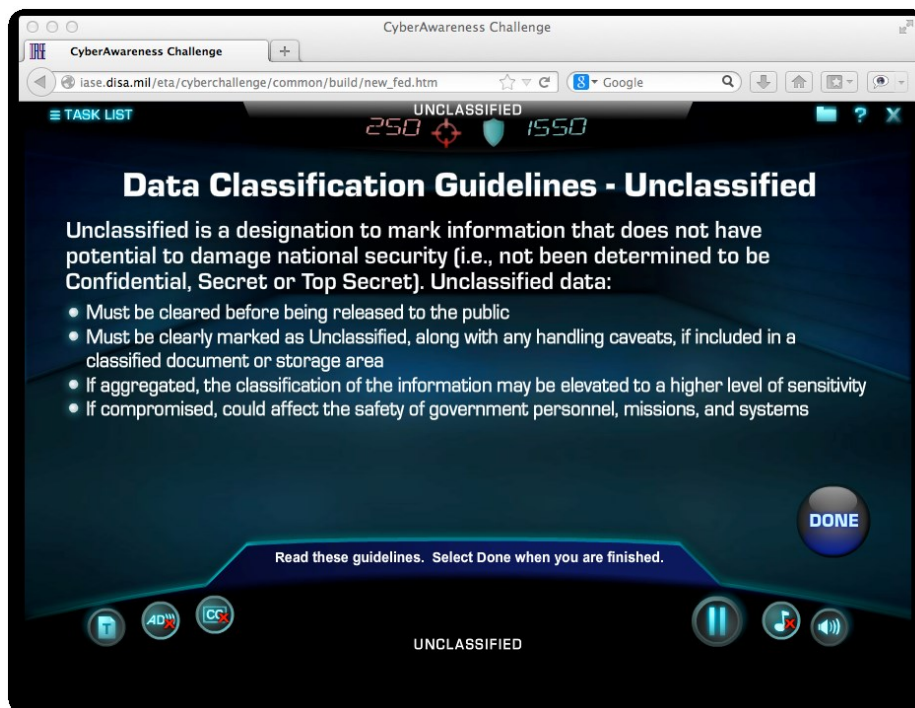 CyberAwareness Challenge
CyberAwareness Challenge
iase.disa.mil/eta/cyberchallenge/common/build/new_fed.htm
Google
TASK LIST
UNCLASSIFIED
250 1550
Data Classification Guidelines - Unclassified
Unclassified is a designation to mark information that does not have
potential to damage national security (i.e., not been determined to be
Confidential, Secret or Top Secret). Unclassified data:
Must be cleared before being released to the public
Must be clearly marked as Unclassified, along with any handling caveats, if included in a
classified document or storage area
If aggregated, the classification of the information may be elevated to a higher level of sensitivity
If compromised, could affect the safety of government personnel, missions, and systems
DONE
Read these guidelines. Select Done when you are finished.
T
AD
CC
UNCLASSIFIED